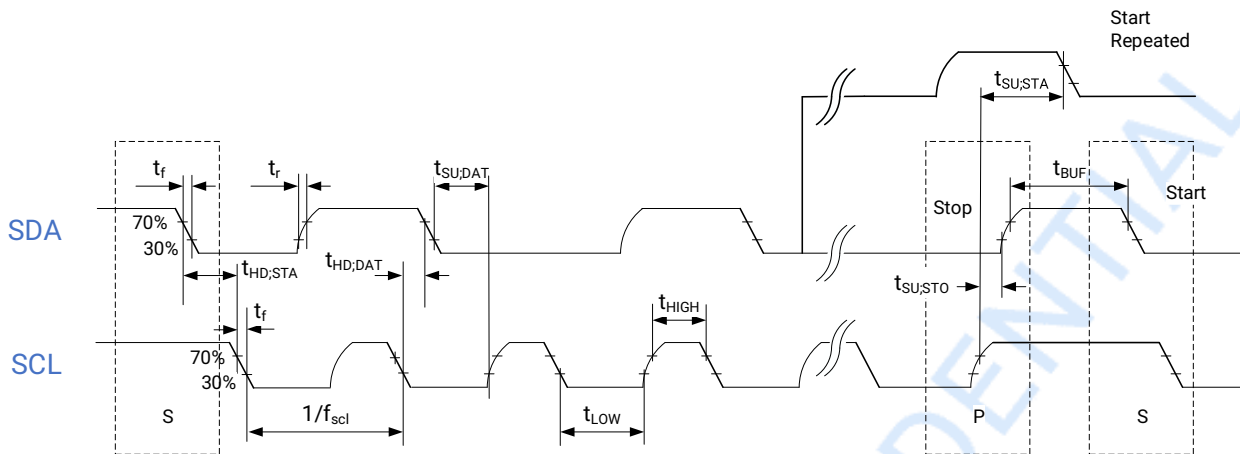 Start
Repeated
tSU;STA
tf
tr
tSU;DAT
tBUF
Stop
Start
SDA
70%
30%
tHD;STA
tHD;DAT
tSU;STO
tf
tHIGH
SCL
70%
30%
S
1/fscl
tLOW
P
S
DENTIAL